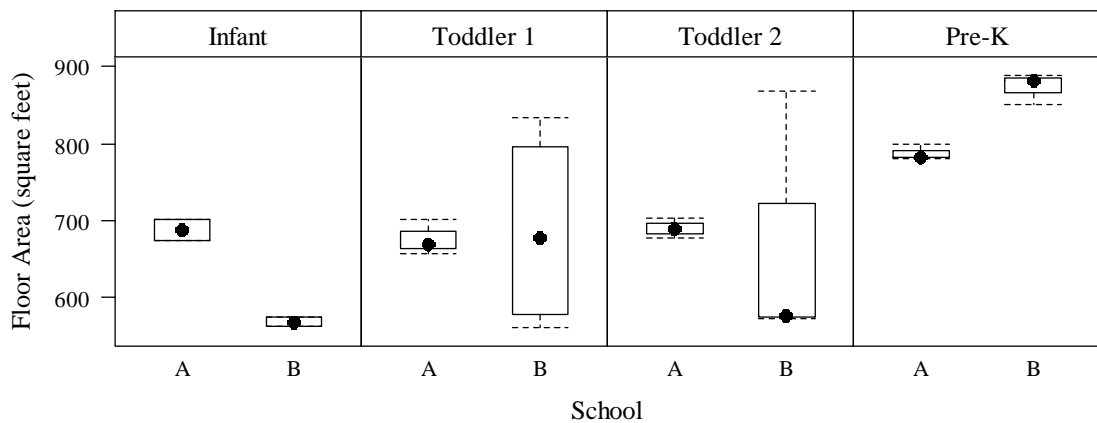 Infant Toddler 1 Toddler 2 Pre-K
Floor Area (square feet)
900
800
700
600
A B A B A B A B
School